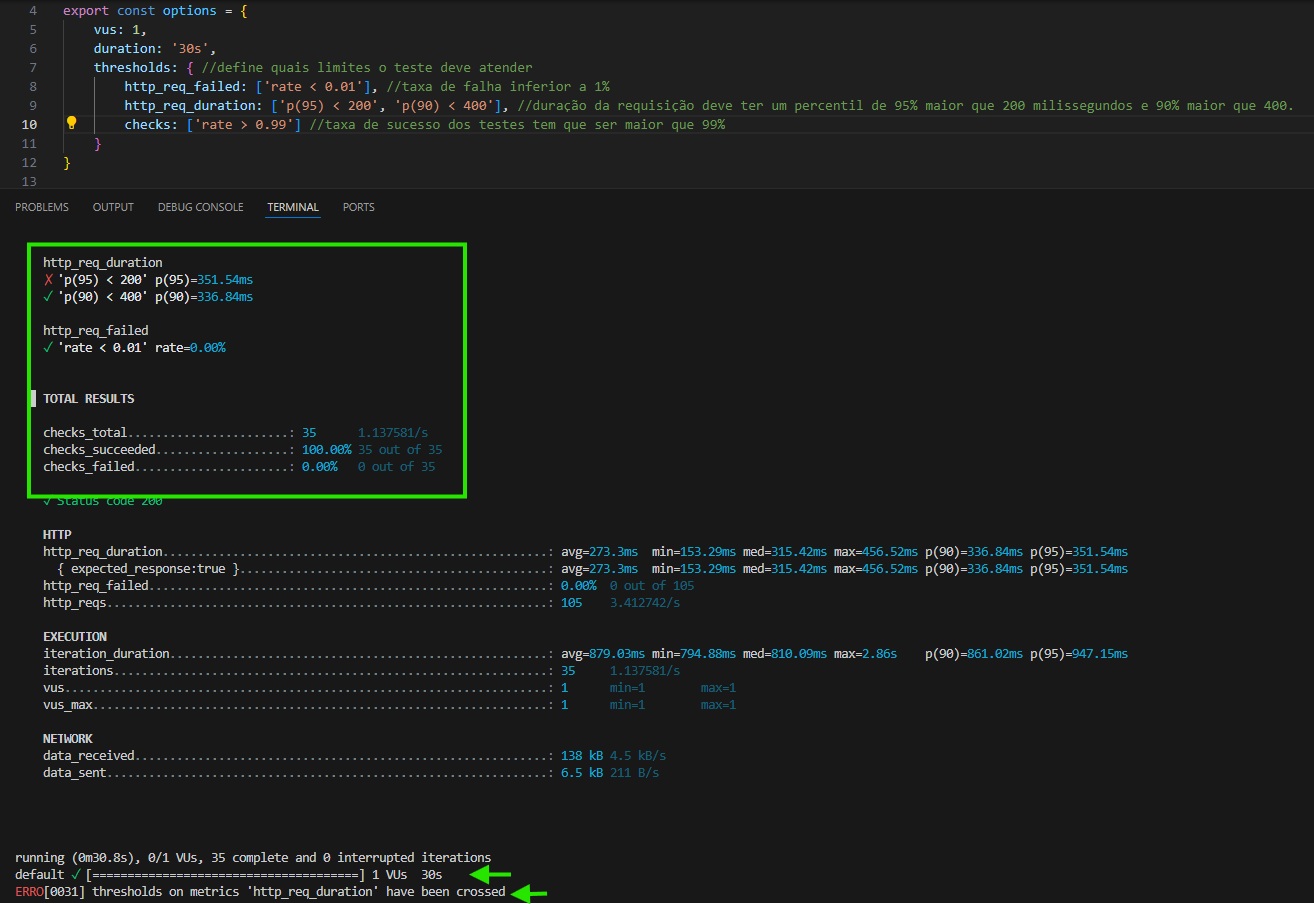 4 export const options = {
5 vus: 1,
6 duration: '30s',
7 thresholds: { //define quais limites o teste deve atender
8 http_req_failed: ['rate < 0.01'], //taxa de falha inferior a 1%
9 http_req_duration: ['p(95) < 200', 'p(90) < 400'], //duração da requisição deve ter um percentil de 95% maior que 200 milissegundos e 90% maior que 400.
10 checks: ['rate > 0.99'] //taxa de sucesso dos testes tem que ser maior que 99%
11 }
12 }
13
PROBLEMS OUTPUT DEBUG CONSOLE TERMINAL PORTS
http_req_duration
✗ 'p(95) < 200' p(95)=351.54ms
✓ 'p(90) < 400' p(90)=336.84ms
http_req_failed
✓ 'rate < 0.01' rate=0.00%
TOTAL RESULTS
checks_total.......................: 35 1.137581/s
checks_succeeded...................: 100.00% 35 out of 35
checks_failed......................: 0.00% 0 out of 35
✓ Status code 200
HTTP
http_req_duration.......................................................: avg=273.3ms min=153.29ms med=315.42ms max=456.52ms p(90)=336.84ms p(95)=351.54ms
{ expected_response:true }............................................: avg=273.3ms min=153.29ms med=315.42ms max=456.52ms p(90)=336.84ms p(95)=351.54ms
http_req_failed.........................................................: 0.00% 0 out of 105
http_reqs...............................................................: 105 3.412742/s
EXECUTION
iteration_duration......................................................: avg=879.03ms min=794.88ms med=810.09ms max=2.86s p(90)=861.02ms p(95)=947.15ms
iterations..............................................................: 35 1.137581/s
vus.....................................................................: 1 min=1 max=1
vus_max.................................................................: 1 min=1 max=1
NETWORK
data_received...........................................................: 138 kB 4.5 kB/s
data_sent...............................................................: 6.5 kB 211 B/s
running (0m30.8s), 0/1 VUs, 35 complete and 0 interrupted iterations
default ✓ [======================================] 1 VUs 30s
ERRO[0031] thresholds on metrics 'http_req_duration' have been crossed